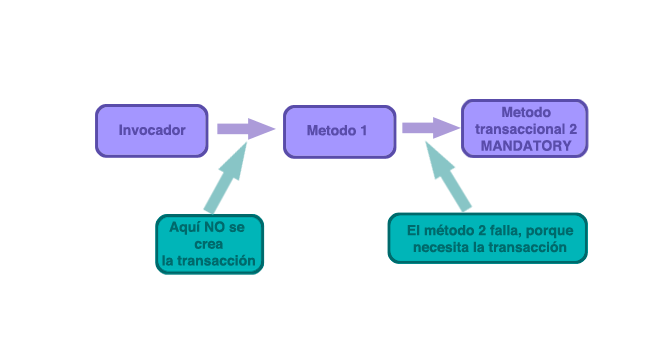 Invocador
Metodo 1
Metodo
transaccional 2
MANDATORY
Aquí NO se
crea
la transacción
El método 2 falla, porque
necesita la transacción